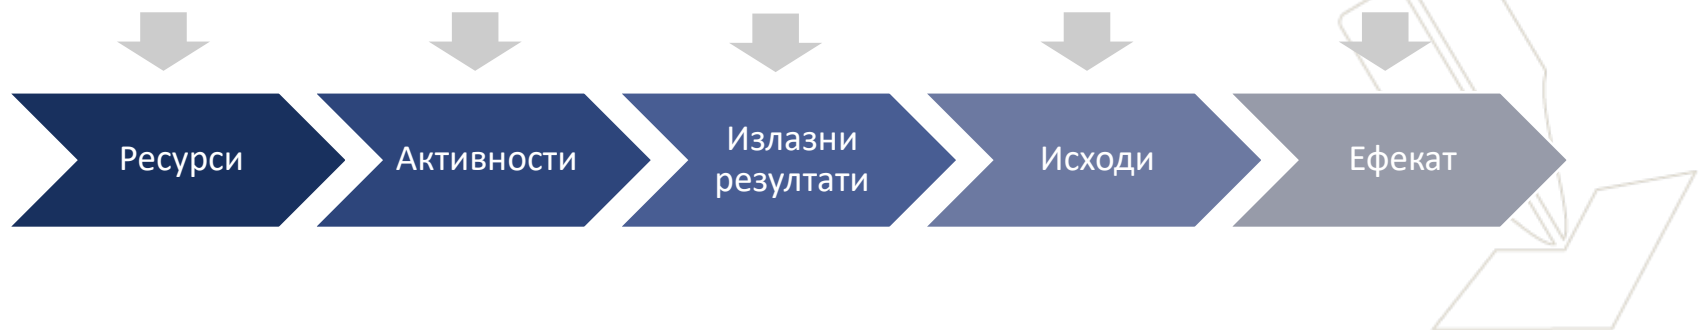 Ресурси
Активности
Излазни
резултати
Исходи
Ефекат